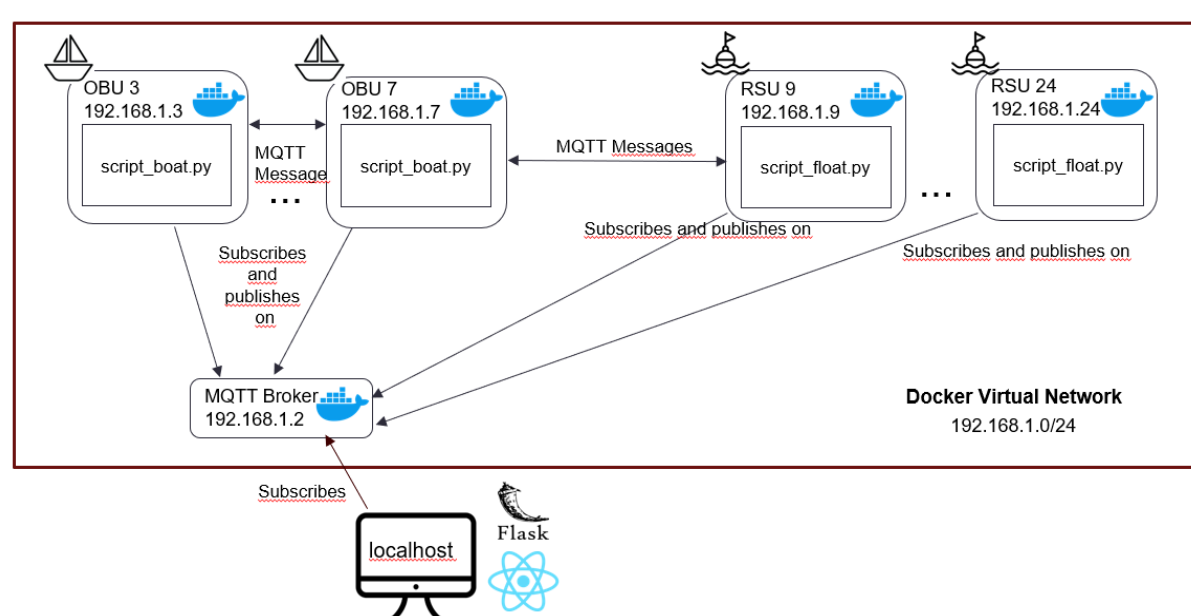 OBU 3
192.168.1.3
script_boat.py
MQTT
Message
...
OBU 7
192.168.1.7
script_boat.py
MQTT Messages
RSU 9
192.168.1.9
script_float.py
...
RSU 24
192.168.1.24
script_float.py
Subscribes
and
publishes
on
Subscribes and publishes on
Subscribes and publishes on
MQTT Broker
192.168.1.2
Docker Virtual Network
192.168.1.0/24
Subscribes
localhost
Flask